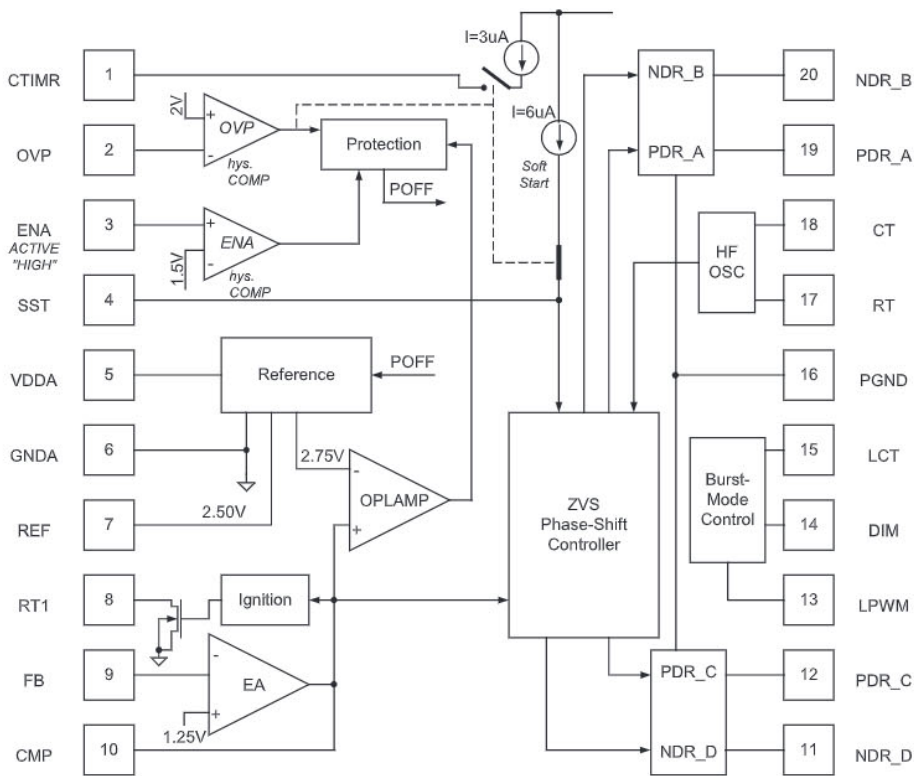 I=3uA
CTIMR 1
NDR_B 20 NDR_B
2V + OVP -
I=6uA
OVP 2
hys.
COMP
Protection
Soft
Start
PDR_A 19 PDR_A
POFF
ENA 3
ACTIVE
"HIGH"
+ ENA -
1.5V
hys.
COMP
HF
OSC
18 CT
SST 4
17 RT
VDDA 5
Reference
POFF
16 PGND
GNDA 6
2.75V
- OPLAMP +
15 LCT
REF 7
2.50V
ZVS
Phase-Shift
Controller
Burst-
Mode
Control
14 DIM
RT1 8
Ignition
13 LPWM
FB 9
- EA +
1.25V
PDR_C 12 PDR_C
CMP 10
NDR_D 11 NDR_D